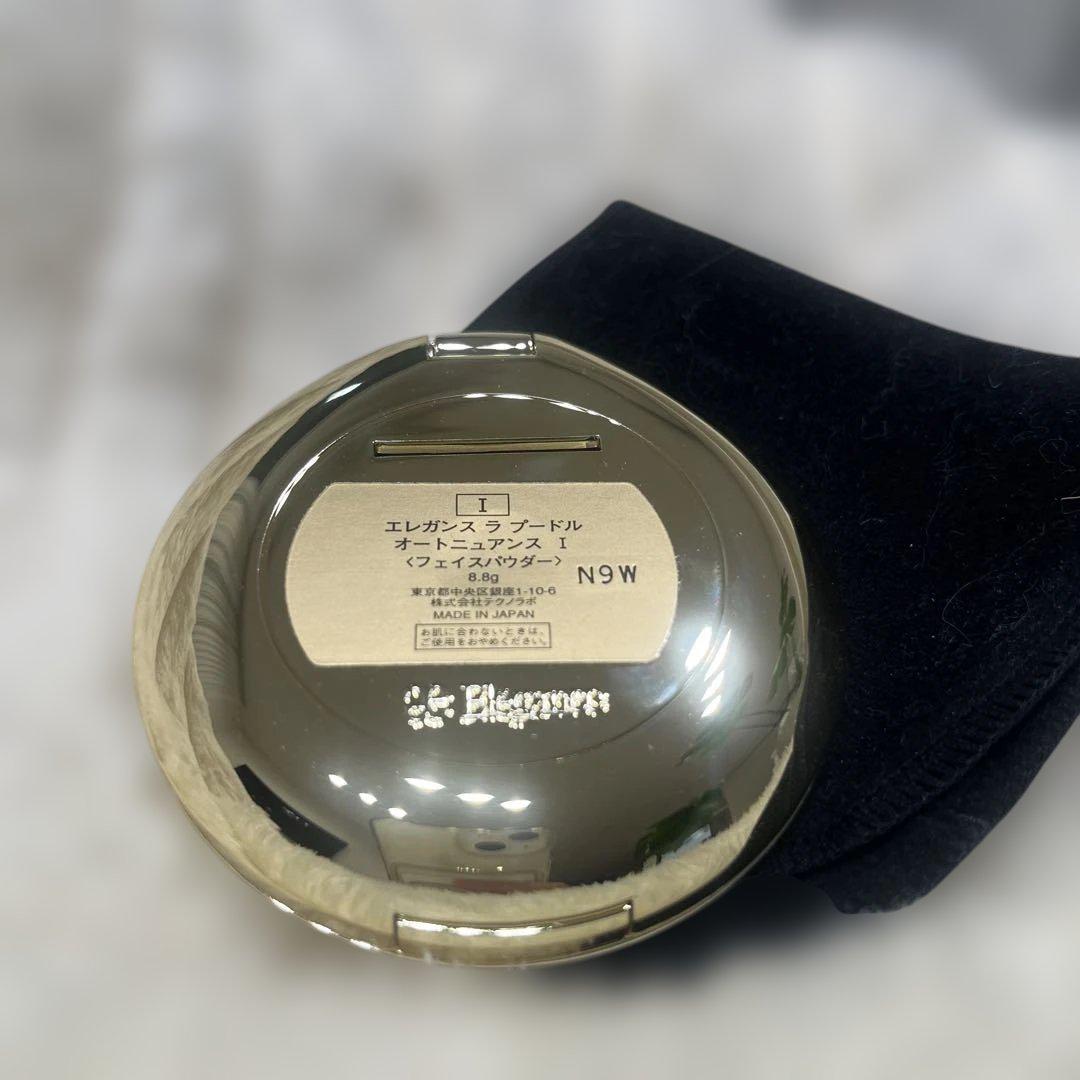 I
エレガンス ラ プードル
オートニュアンス I
<フェイスパウダー>
8.8g
N9W
東京都中央区銀座1-10-6
株式会社テクノラボ
MADE IN JAPAN
お肌に合わないときは、
ご使用をおやめください。